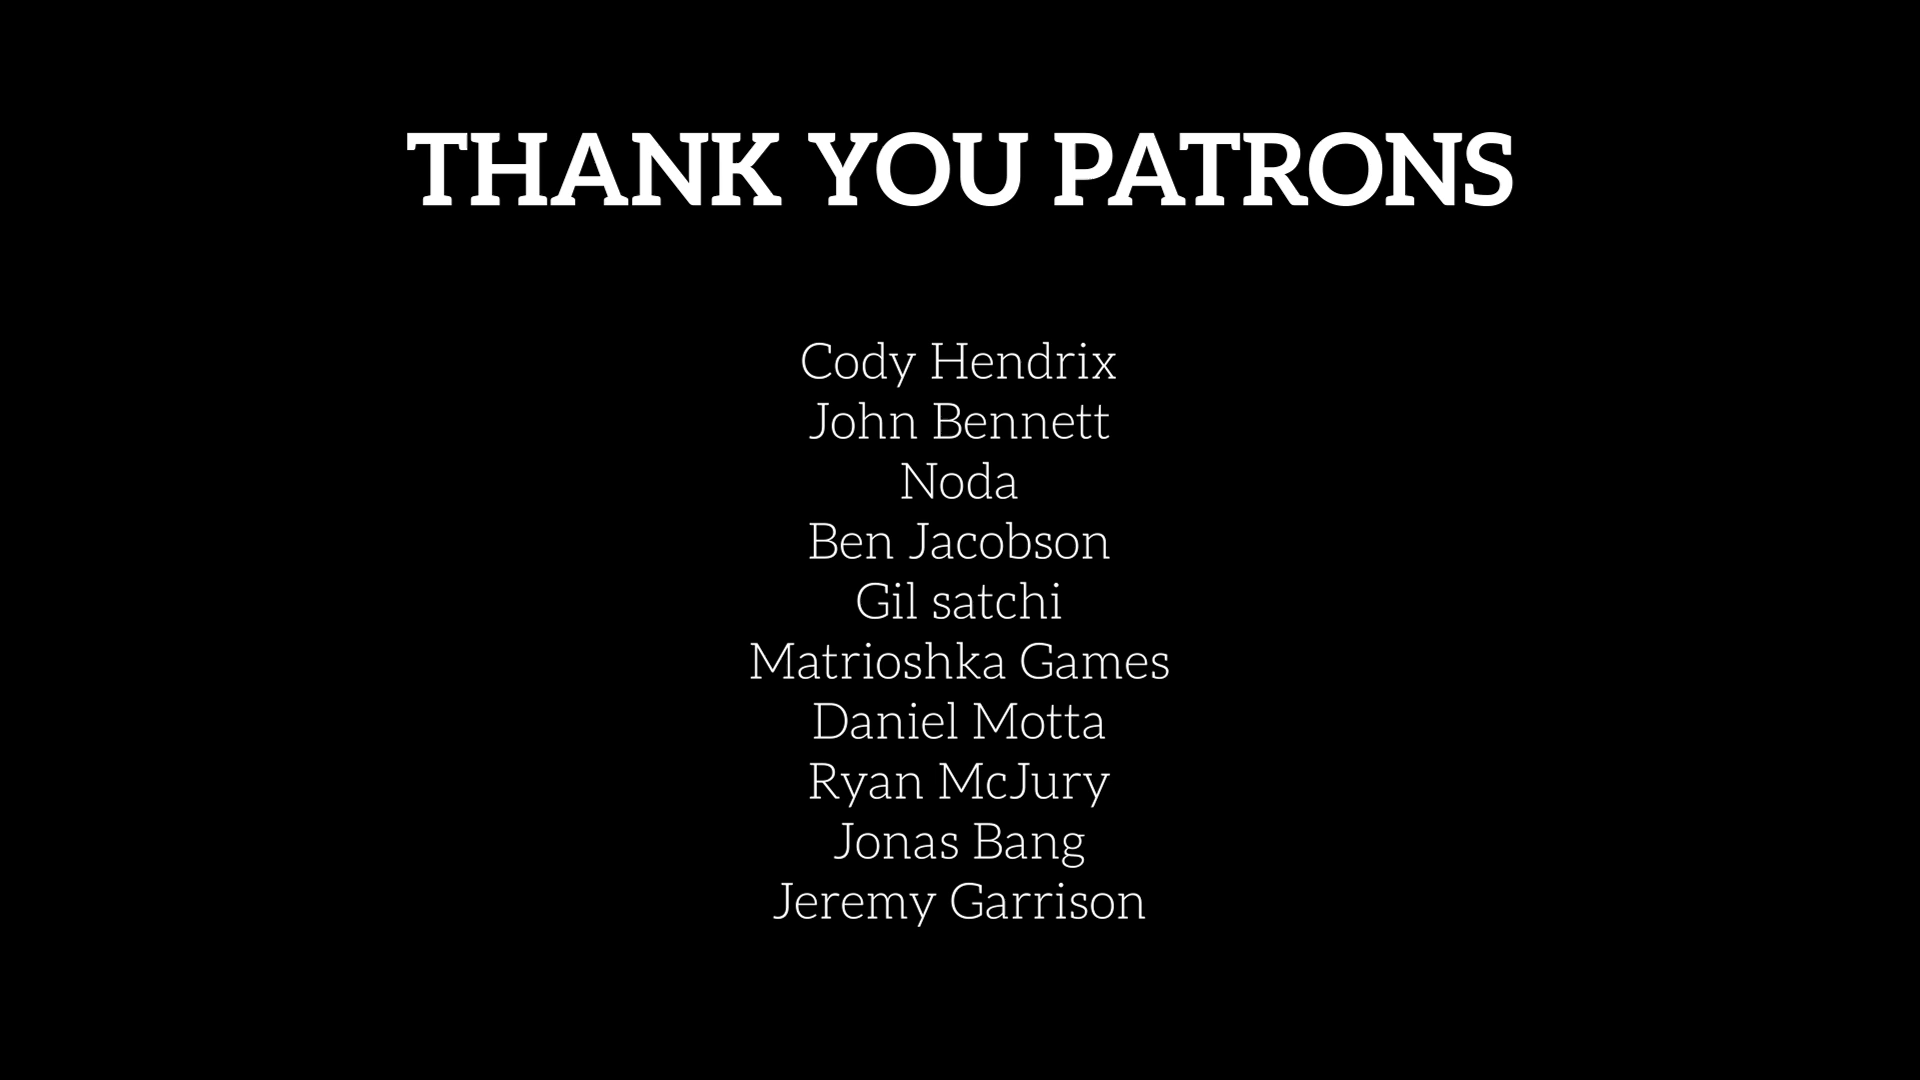 THANK YOU PATRONS
Cody Hendrix
John Bennett
Noda
Ben Jacobson
Gil satchi
Matrioshka Games
Daniel Motta
Ryan McJury
Jonas Bang
Jeremy Garrison